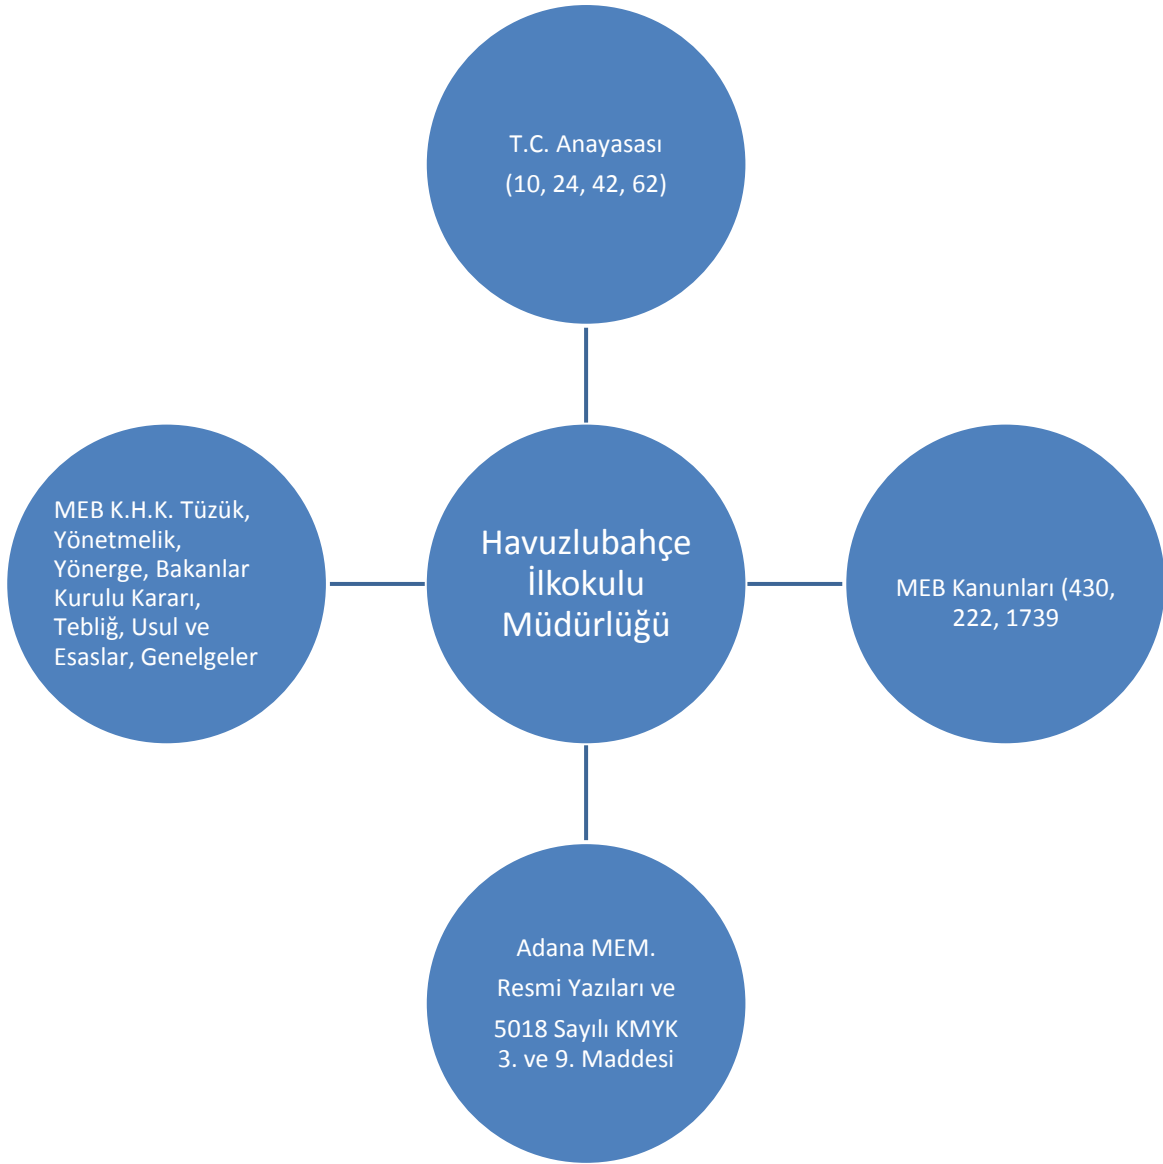 T.C. Anayasası
(10, 24, 42, 62)
MEB K.H.K. Tüzük,
Yönetmelik,
Yönerge, Bakanlar
Kurulu Kararı,
Tebliğ, Usul ve
Esaslar, Genelgeler
Havuzlubahçe
İlkokulu
Müdürlüğü
MEB Kanunları (430,
222, 1739
Adana MEM.
Resmi Yazıları ve
5018 Sayılı KMYK
3. ve 9. Maddesi